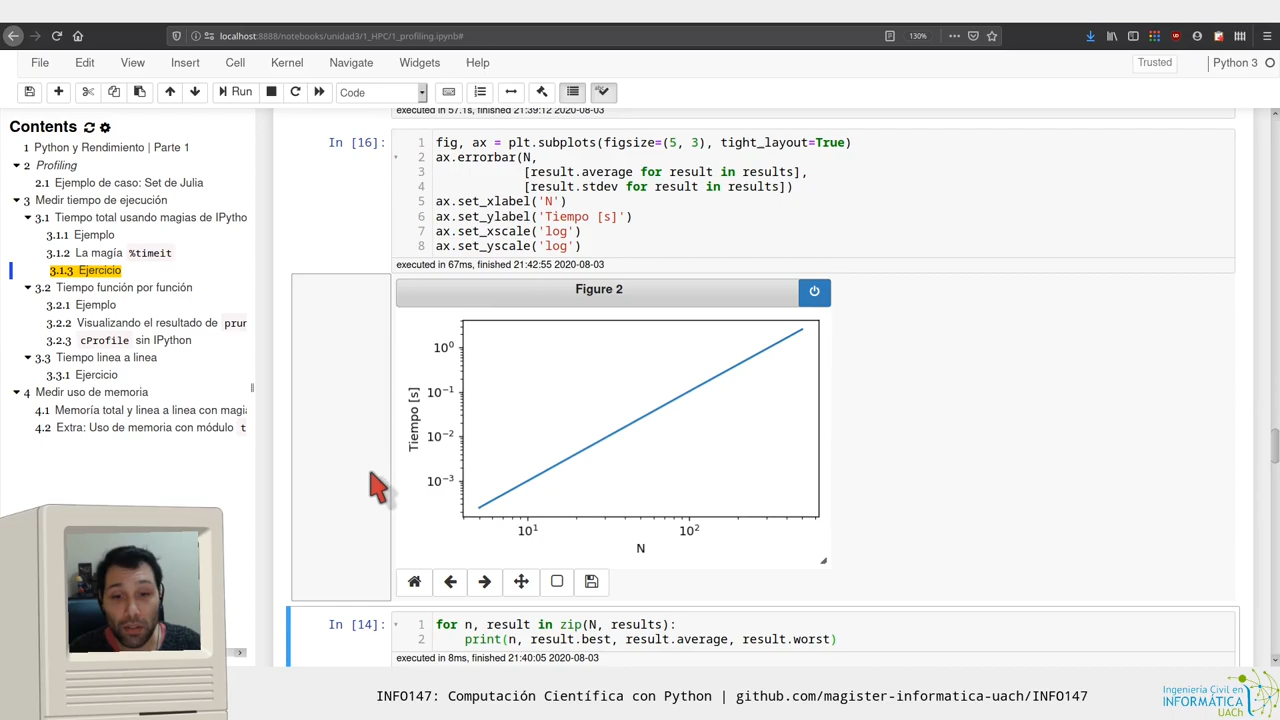 localhost:8888/notebooks/unidad3/1_HPC/1_profiling.ipynb#
130%
File Edit View Insert Cell Kernel Navigate Widgets Help
Trusted
Python 3
Run
Code
Contents
1 Python y Rendimiento | Parte 1
2 Profiling
2.1 Ejemplo de caso: Set de Julia
3 Medir tiempo de ejecución
3.1 Tiempo total usando magias de IPytho
3.1.1 Ejemplo
3.1.2 La magía %timeit
3.1.3 Ejercicio
3.2 Tiempo función por función
3.2.1 Ejemplo
3.2.2 Visualizando el resultado de prun
3.2.3 cProfile sin IPython
3.3 Tiempo linea a linea
3.3.1 Ejercicio
4 Medir uso de memoria
4.1 Memoría total y linea a linea con magia
4.2 Extra: Uso de memoria con módulo t
executed in 57.1s, finished 21:39:12 2020-08-03
In [16]:
1 fig, ax = plt.subplots(figsize=(5, 3), tight_layout=True)
2 ax.errorbar(N,
3 [result.average for result in results],
4 [result.stdev for result in results])
5 ax.set_xlabel('N')
6 ax.set_ylabel('Tiempo [s]')
7 ax.set_xscale('log')
8 ax.set_yscale('log')
executed in 67ms, finished 21:42:55 2020-08-03
Figure 2
10⁰
10⁻¹
10⁻²
10⁻³
Tiempo [s]
10¹ 10²
N
In [14]:
1 for n, result in zip(N, results):
2 print(n, result.best, result.average, result.worst)
executed in 8ms, finished 21:40:05 2020-08-03
INFO147: Computación Científica con Python | github.com/magister-informatica-uach/INFO147
Ingeniería Civil en
INFORMÁTICA
UACh